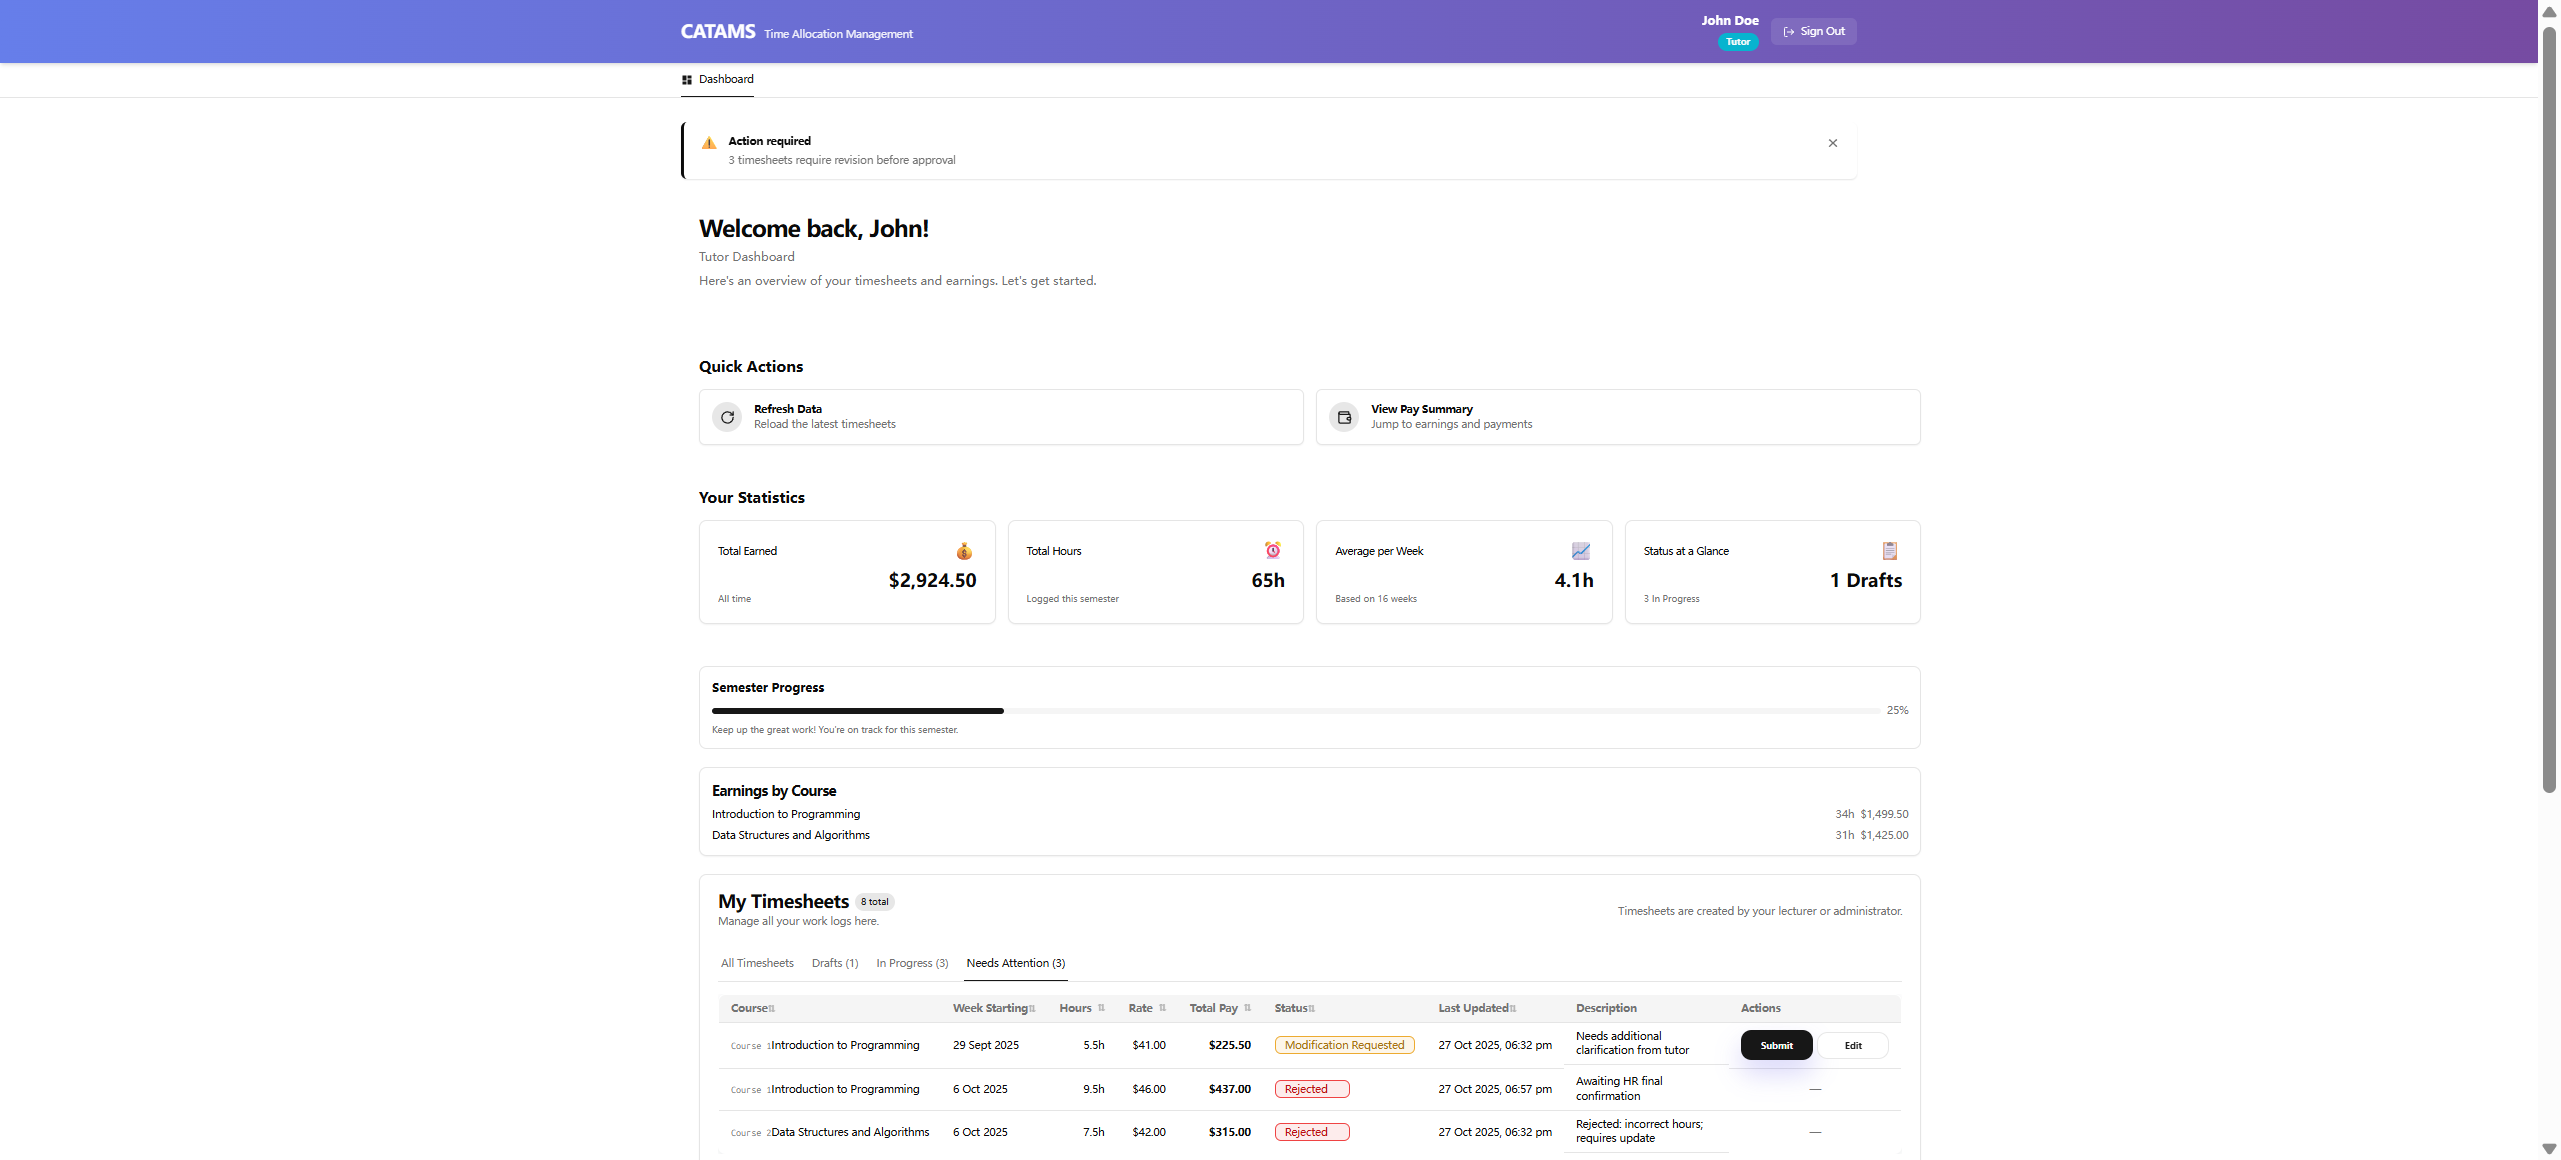 CATAMS Time Allocation Management
John Doe
Tutor
Sign Out
Dashboard
Action required
3 timesheets require revision before approval
Welcome back, John!
Tutor Dashboard
Here's an overview of your timesheets and earnings. Let's get started.
Quick Actions
Refresh Data
Reload the latest timesheets
View Pay Summary
Jump to earnings and payments
Your Statistics
Total Earned
$2,924.50
All time
Total Hours
65h
Logged this semester
Average per Week
4.1h
Based on 16 weeks
Status at a Glance
1 Drafts
3 In Progress
Semester Progress
25%
Keep up the great work! You're on track for this semester.
Earnings by Course
Introduction to Programming 34h $1,499.50
Data Structures and Algorithms 31h $1,425.00
My Timesheets 8 total
Manage all your work logs here.
Timesheets are created by your lecturer or administrator.
All Timesheets Drafts (1) In Progress (3) Needs Attention (3)
Course Week Starting Hours Rate Total Pay Status Last Updated Description Actions
Course 1 Introduction to Programming 29 Sept 2025 5.5h $41.00 $225.50 Modification Requested 27 Oct 2025, 06:32 pm Needs additional clarification from tutor Submit Edit
Course 1 Introduction to Programming 6 Oct 2025 9.5h $46.00 $437.00 Rejected 27 Oct 2025, 06:57 pm Awaiting HR final confirmation —
Course 2 Data Structures and Algorithms 6 Oct 2025 7.5h $42.00 $315.00 Rejected 27 Oct 2025, 06:32 pm Rejected: incorrect hours; requires update —